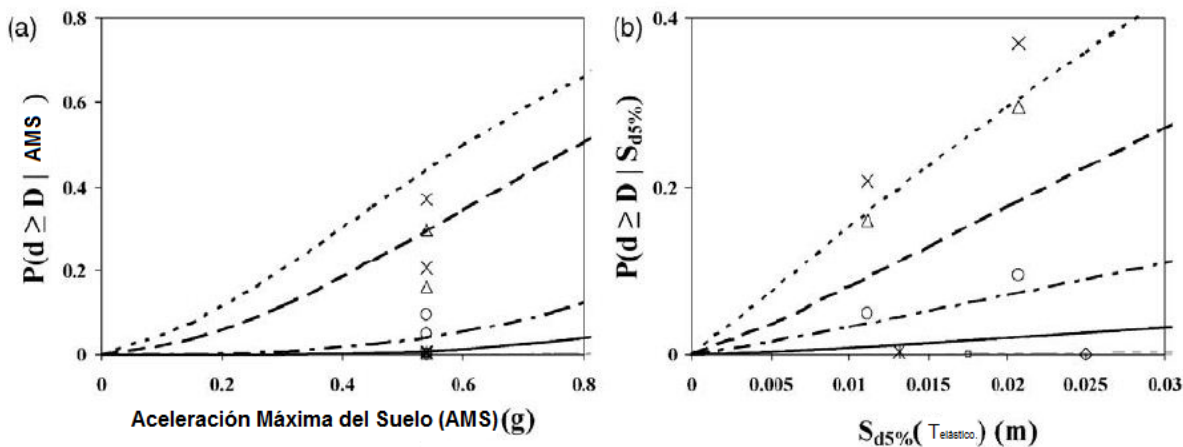 (a)
P(d ≥ D | AMS)
0.8
0.6
0.4
0.2
0
0 0.2 0.4 0.6 0.8
Aceleración Máxima del Suelo (AMS) (g)
(b)
P(d ≥ D | Sd5%)
0.4
0.2
0
0 0.005 0.01 0.015 0.02 0.025 0.03
Sd5%( Telástico.) (m)